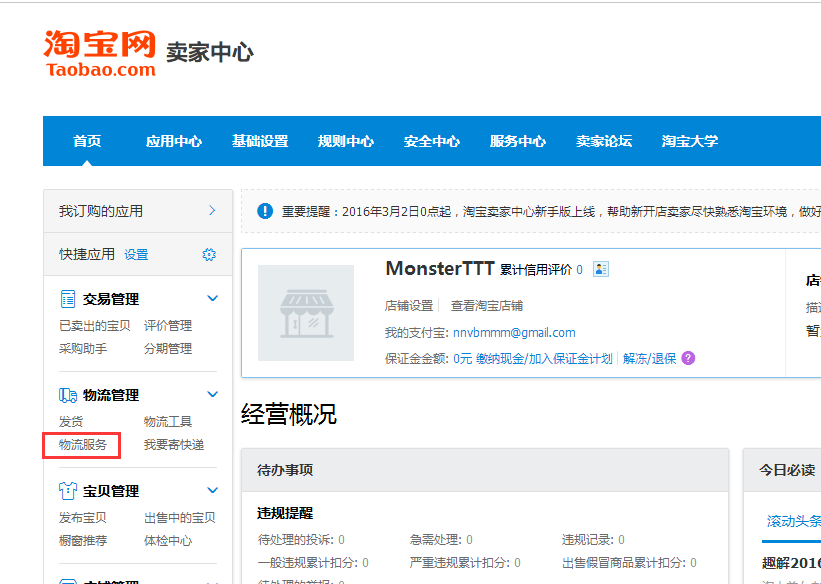 淘宝网 卖家中心
Taobao.com
首页 应用中心 基础设置 规则中心 安全中心 服务中心 卖家论坛 淘宝大学
我订购的应用
快捷应用 设置
交易管理
已卖出的宝贝 评价管理
采购助手 分期管理
物流管理
发货 物流工具
物流服务 我要寄快递
宝贝管理
发布宝贝 出售中的宝贝
橱窗推荐 体检中心
重要提醒：2016年3月2日0点起，淘宝卖家中心新手版上线，帮助新开店卖家尽快熟悉淘宝环境，做好
MonsterTTT 累计信用评价 0
店铺设置 查看淘宝店铺
我的支付宝: nnvbmmm@gmail.com
保证金金额: 0元 缴纳现金/加入保证金计划 解冻/退保 ?
店
描
暂
经营概况
待办事项
违规提醒
待处理的投诉: 0 急需处理: 0 违规记录: 0
一般违规累计扣分: 0 严重违规累计扣分: 0 出售假冒商品累计扣分: 0
今日必读
滚动头条
趣解2016